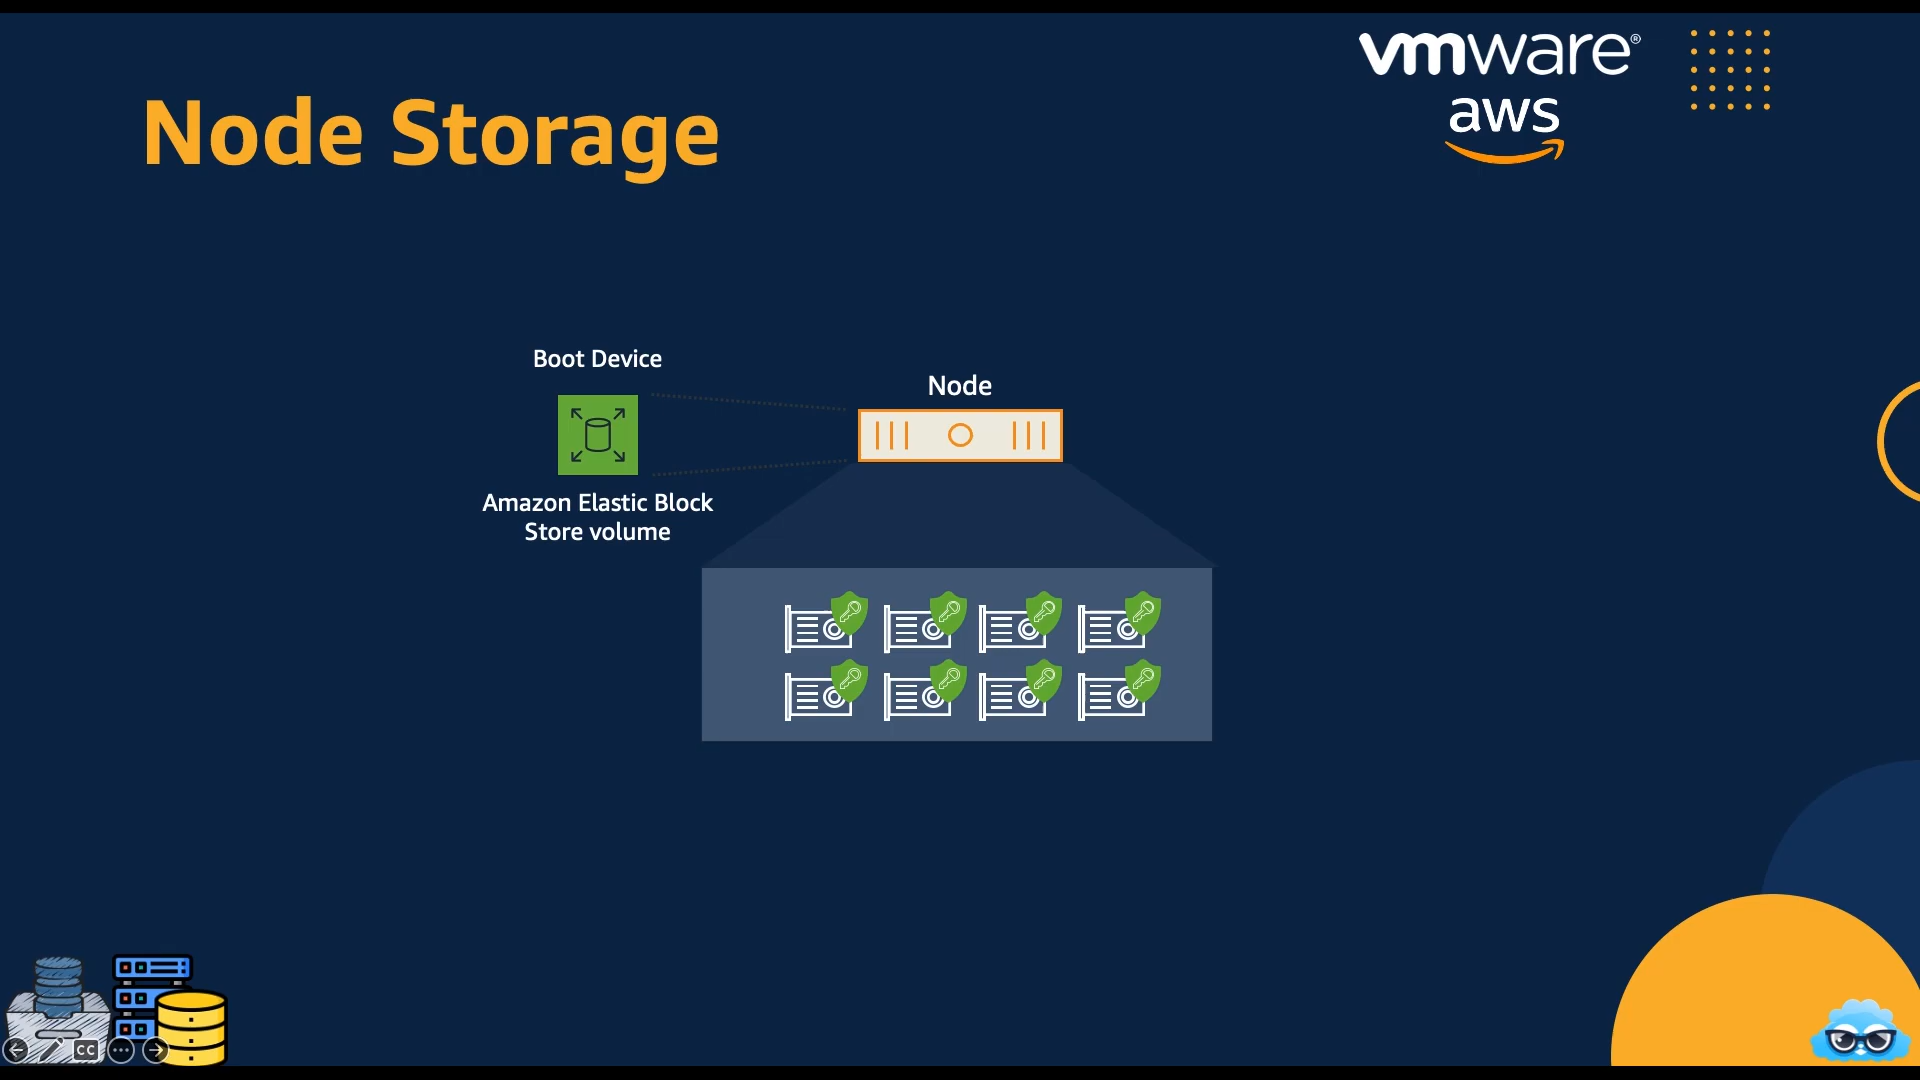 vmware®
aws
Node Storage
Boot Device
Node
Amazon Elastic Block
Store volume
CC